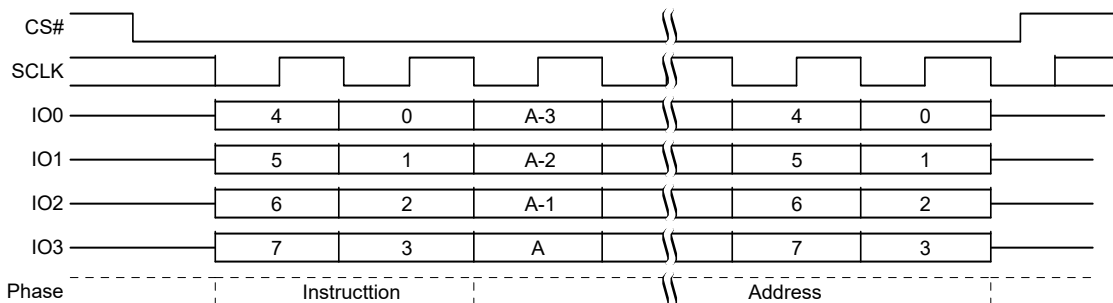 CS#
SCLK
IO0 4 0 A-3 4 0
IO1 5 1 A-2 5 1
IO2 6 2 A-1 6 2
IO3 7 3 A 7 3
Phase Instructtion Address